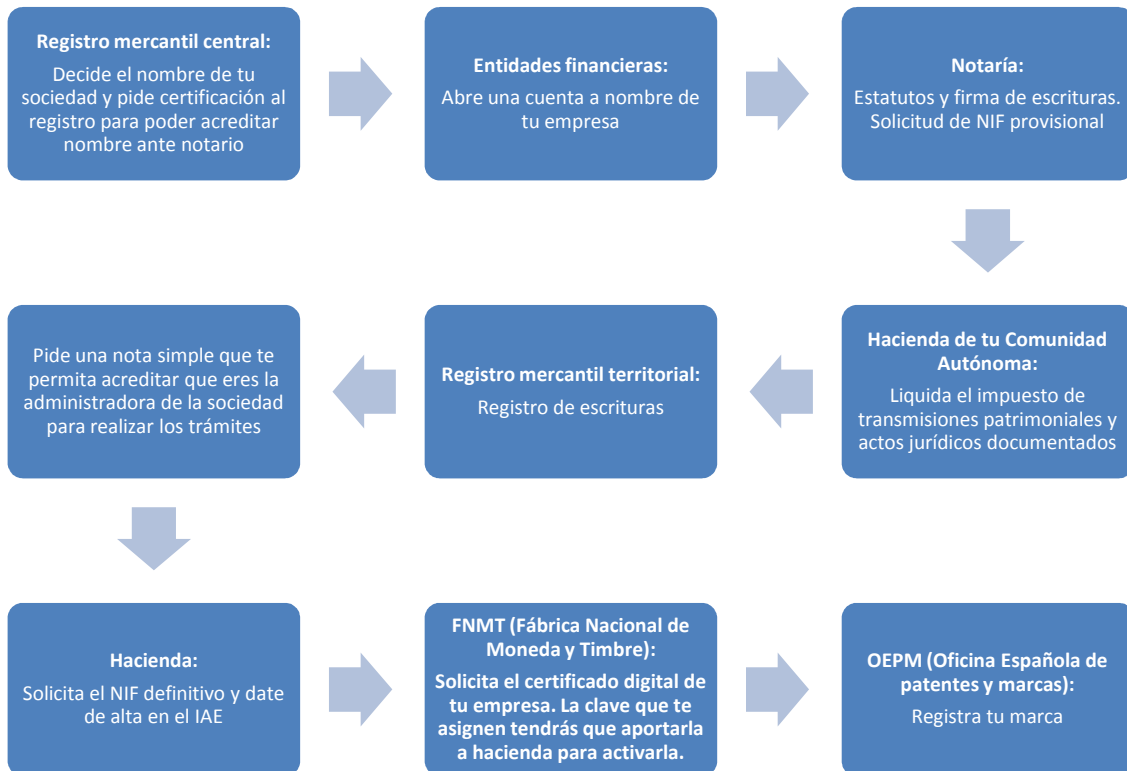 Registro mercantil central:
Decide el nombre de tu
sociedad y pide certificación al
registro para poder acreditar
nombre ante notario
Entidades financieras:
Abre una cuenta a nombre de
tu empresa
Notaría:
Estatutos y firma de escrituras.
Solicitud de NIF provisional
Hacienda de tu Comunidad
Autónoma:
Liquida el impuesto de
transmisiones patrimoniales y
actos jurídicos documentados
Registro mercantil territorial:
Registro de escrituras
Pide una nota simple que te
permita acreditar que eres la
administradora de la sociedad
para realizar los trámites
Hacienda:
Solicita el NIF definitivo y date
de alta en el IAE
FNMT (Fábrica Nacional de
Moneda y Timbre):
Solicita el certificado digital de
tu empresa. La clave que te
asignen tendrás que aportarla
a hacienda para activarla.
OEPM (Oficina Española de
patentes y marcas):
Registra tu marca